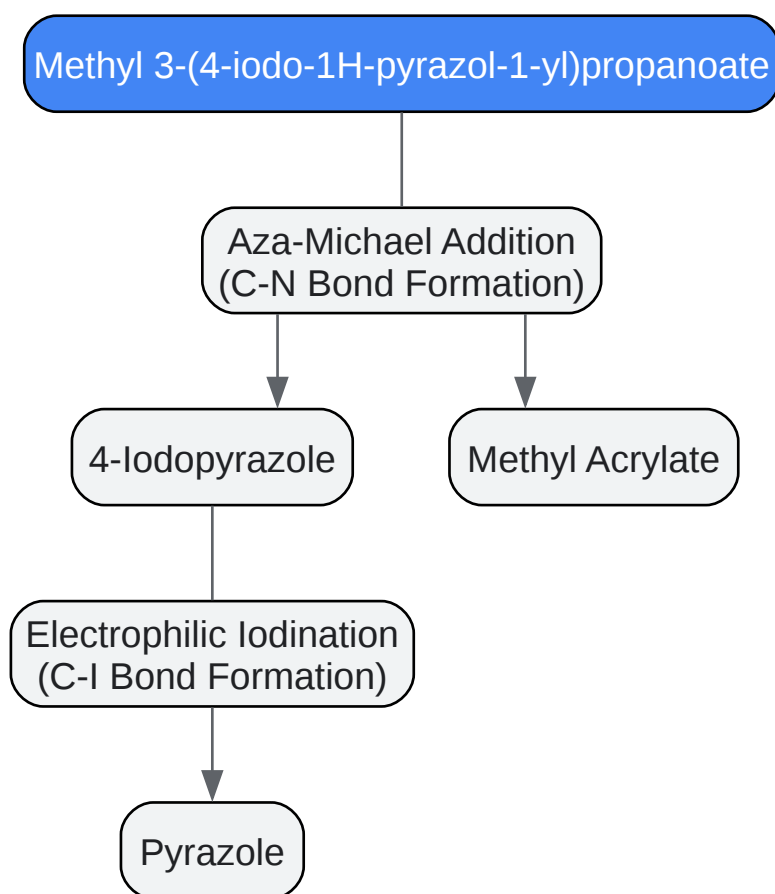 Methyl 3-(4-iodo-1H-pyrazol-1-yl)propanoate
Aza-Michael Addition
(C-N Bond Formation)
4-Iodopyrazole
Methyl Acrylate
Electrophilic Iodination
(C-I Bond Formation)
Pyrazole